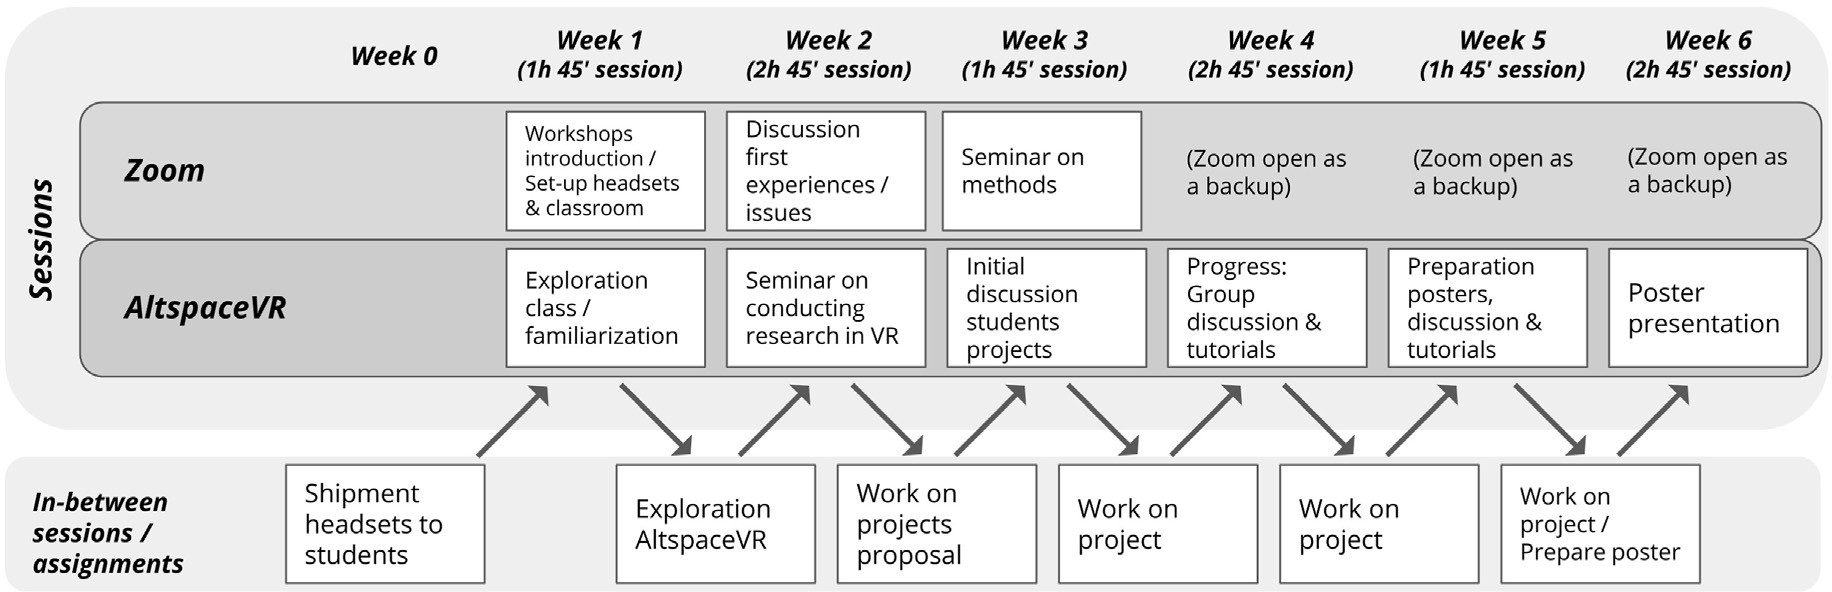 Week 0
Week 1
(1h 45' session)
Week 2
(2h 45' session)
Week 3
(1h 45' session)
Week 4
(2h 45' session)
Week 5
(1h 45' session)
Week 6
(2h 45' session)
Sessions
Zoom
Workshops
introduction /
Set-up headsets
& classroom
Discussion
first
experiences /
issues
Seminar on
methods
(Zoom open as
a backup)
(Zoom open as
a backup)
(Zoom open as
a backup)
AltspaceVR
Exploration
class /
familiarization
Seminar on
conducting
research in VR
Initial
discussion
students
projects
Progress:
Group
discussion &
tutorials
Preparation
posters,
discussion &
tutorials
Poster
presentation
In-between
sessions /
assignments
Shipment
headsets to
students
Exploration
AltspaceVR
Work on
projects
proposal
Work on
project
Work on
project
Work on
project /
Prepare poster